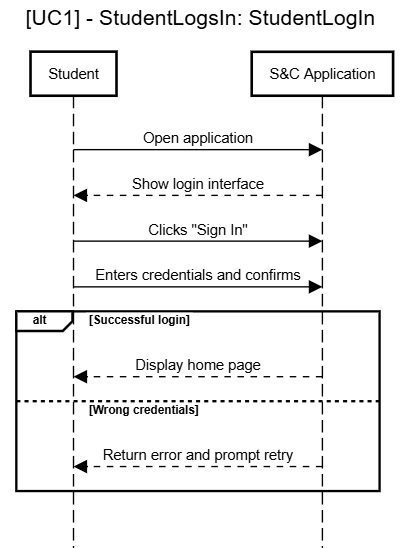 [UC1] - StudentLogsIn: StudentLogIn
Student
S&C Application
Open application
Show login interface
Clicks "Sign In"
Enters credentials and confirms
alt
[Successful login]
Display home page
[Wrong credentials]
Return error and prompt retry